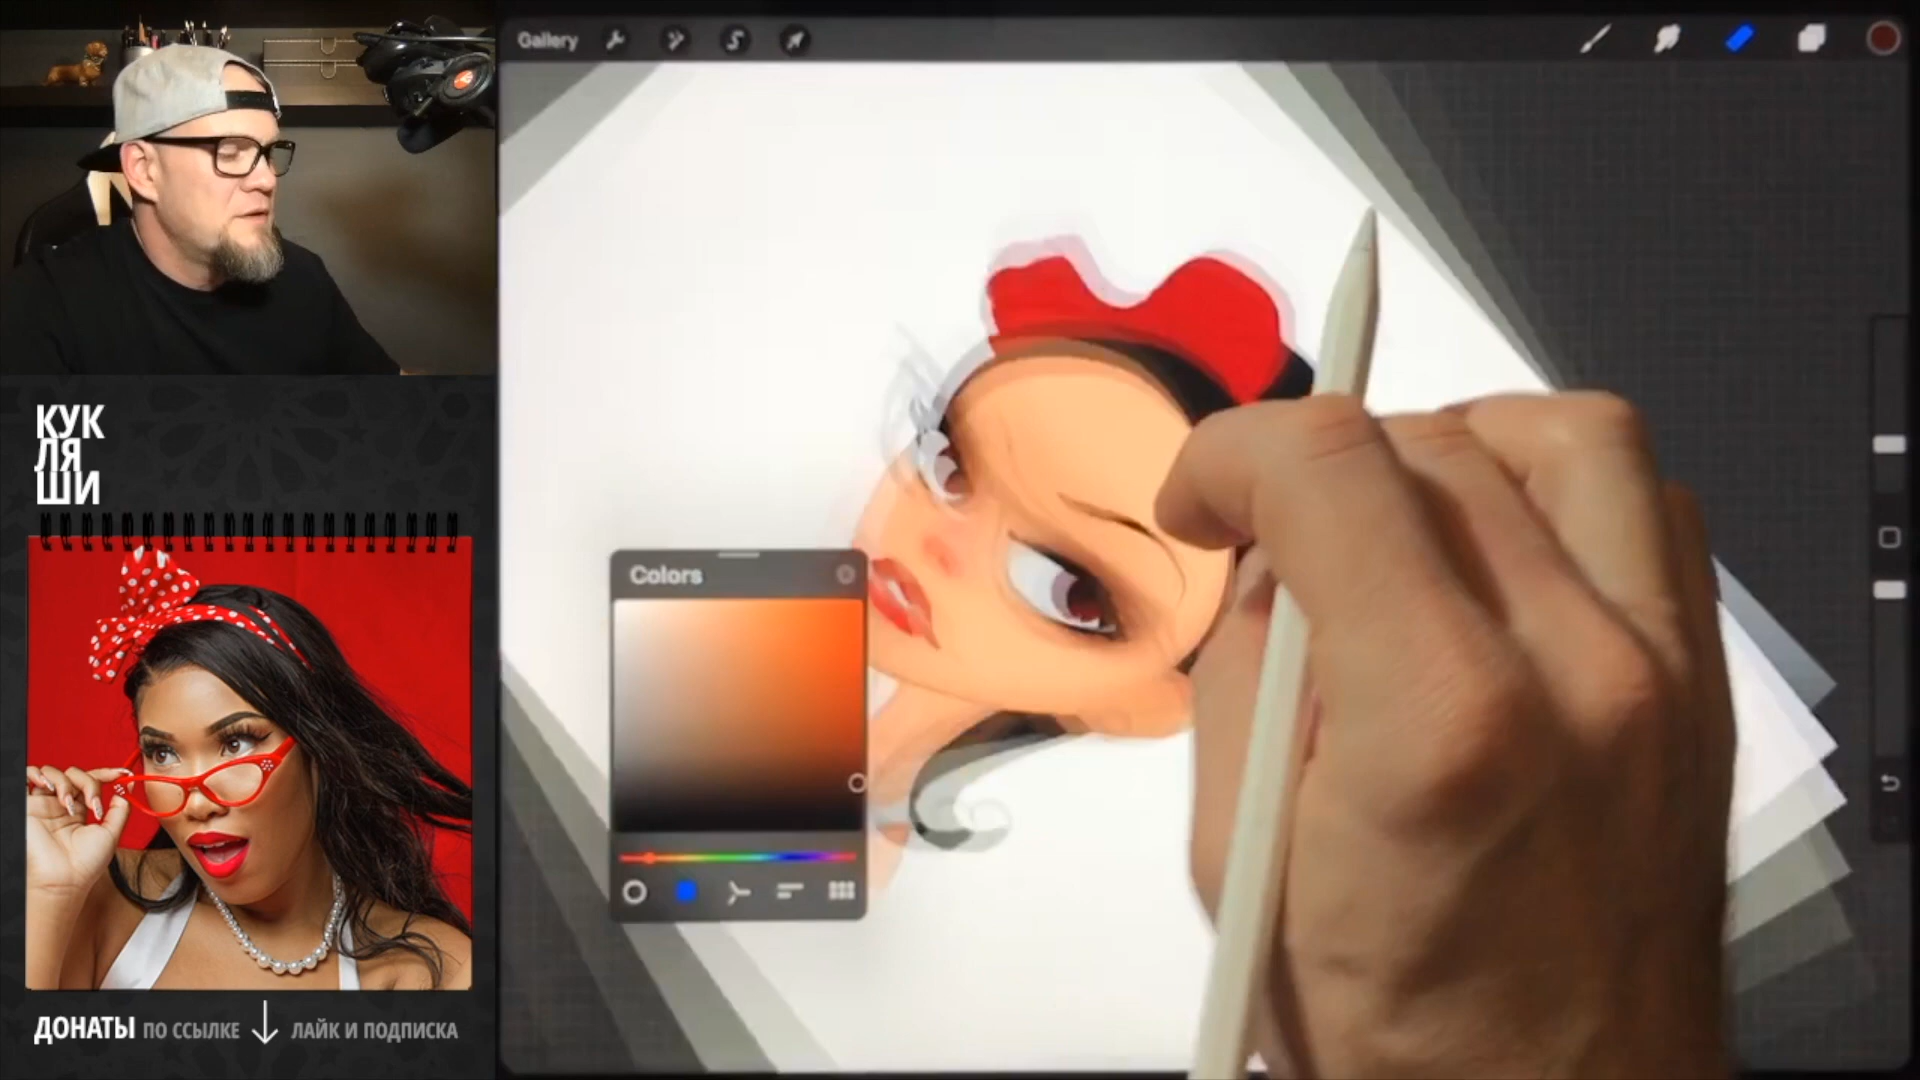 Gallery
КУК
ЛЯ
ШИ
Colors
ДОНАТЫ ПО ССЫЛКЕ ЛАЙК И ПОДПИСКА